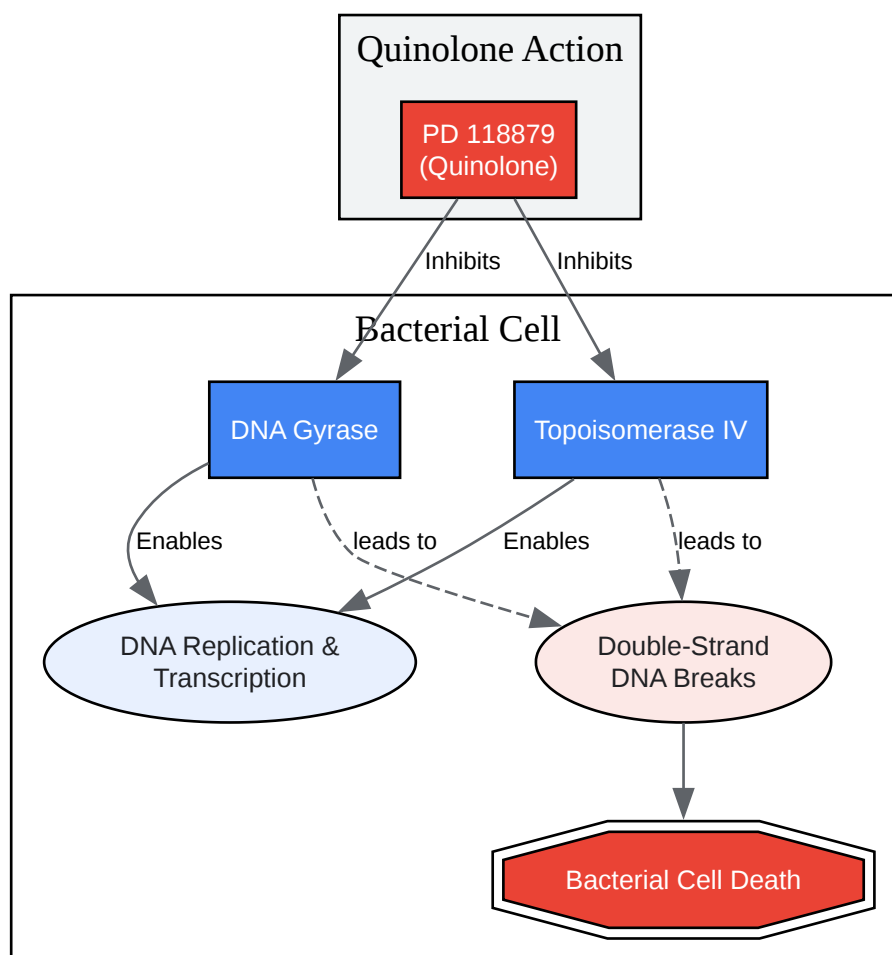 Quinolone Action
PD 118879
(Quinolone)
Inhibits
Inhibits
Bacterial Cell
DNA Gyrase
Topoisomerase IV
Enables
leads to
Enables
leads to
DNA Replication &
Transcription
Double-Strand
DNA Breaks
Bacterial Cell Death